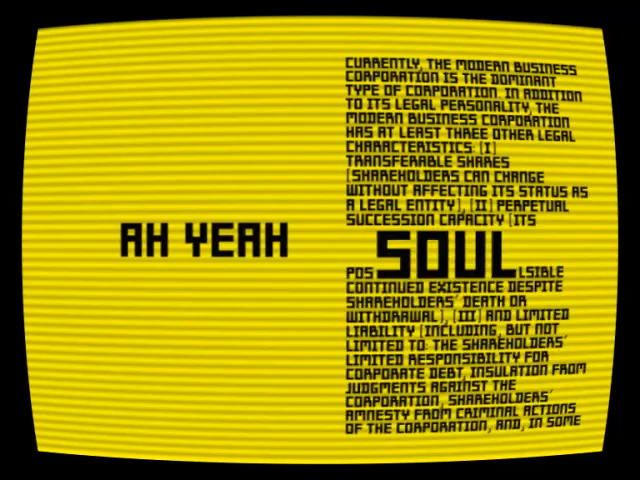 AH YEAH
CURRENTLY, THE MODERN BUSINESS
CORPORATION IS THE DOMINANT
TYPE OF CORPORATION. IN ADDITION
TO ITS LEGAL PERSONALITY, THE
MODERN BUSINESS CORPORATION
HAS AT LEAST THREE OTHER LEGAL
CHARACTERISTICS: [I]
TRANSFERABLE SHARES
[SHAREHOLDERS CAN CHANGE
WITHOUT AFFECTING ITS STATUS AS
A LEGAL ENTITY], [II] PERPETUAL
SUCCESSION CAPACITY [ITS
POS SOUL LSIBLE
CONTINUED EXISTENCE DESPITE
SHAREHOLDERS' DEATH OR
WITHDRAWAL], [III] AND LIMITED
LIABILITY [INCLUDING, BUT NOT
LIMITED TO: THE SHAREHOLDERS'
LIMITED RESPONSIBILITY FOR
CORPORATE DEBT, INSULATION FROM
JUDGMENTS AGAINST THE
CORPORATION, SHAREHOLDERS'
AMNESTY FROM CRIMINAL ACTIONS
OF THE CORPORATION, AND, IN SOME